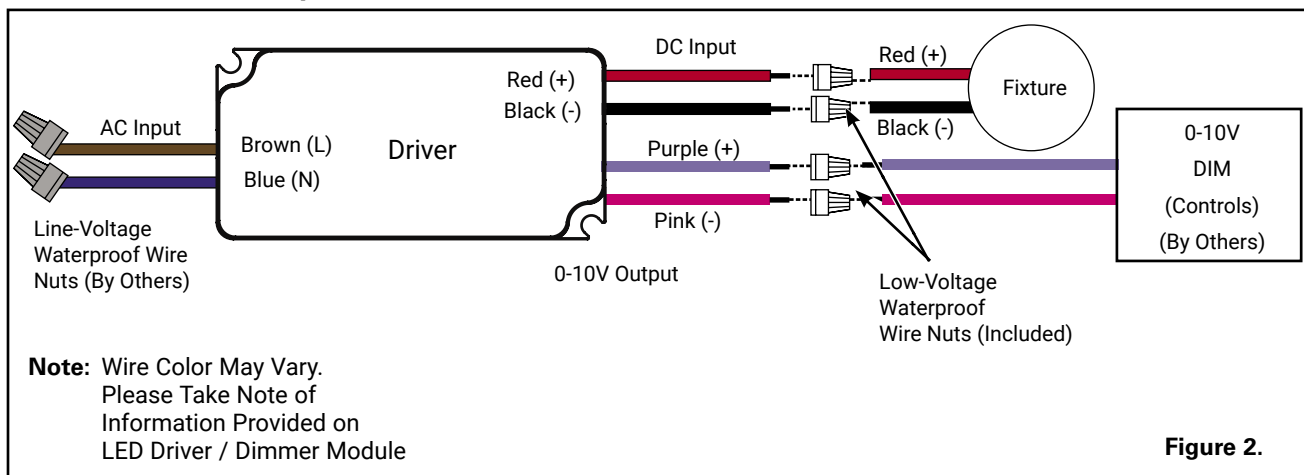 DC Input
Red (+)
Red (+)
Fixture
Black (-)
Black (-)
AC Input
Brown (L)
Blue (N)
Driver
Purple (+)
Pink (-)
0-10V
DIM
(Controls)
(By Others)
Line-Voltage
Waterproof Wire
Nuts (By Others)
0-10V Output
Low-Voltage
Waterproof
Wire Nuts (Included)
Note: Wire Color May Vary.
Please Take Note of
Information Provided on
LED Driver / Dimmer Module
Figure 2.